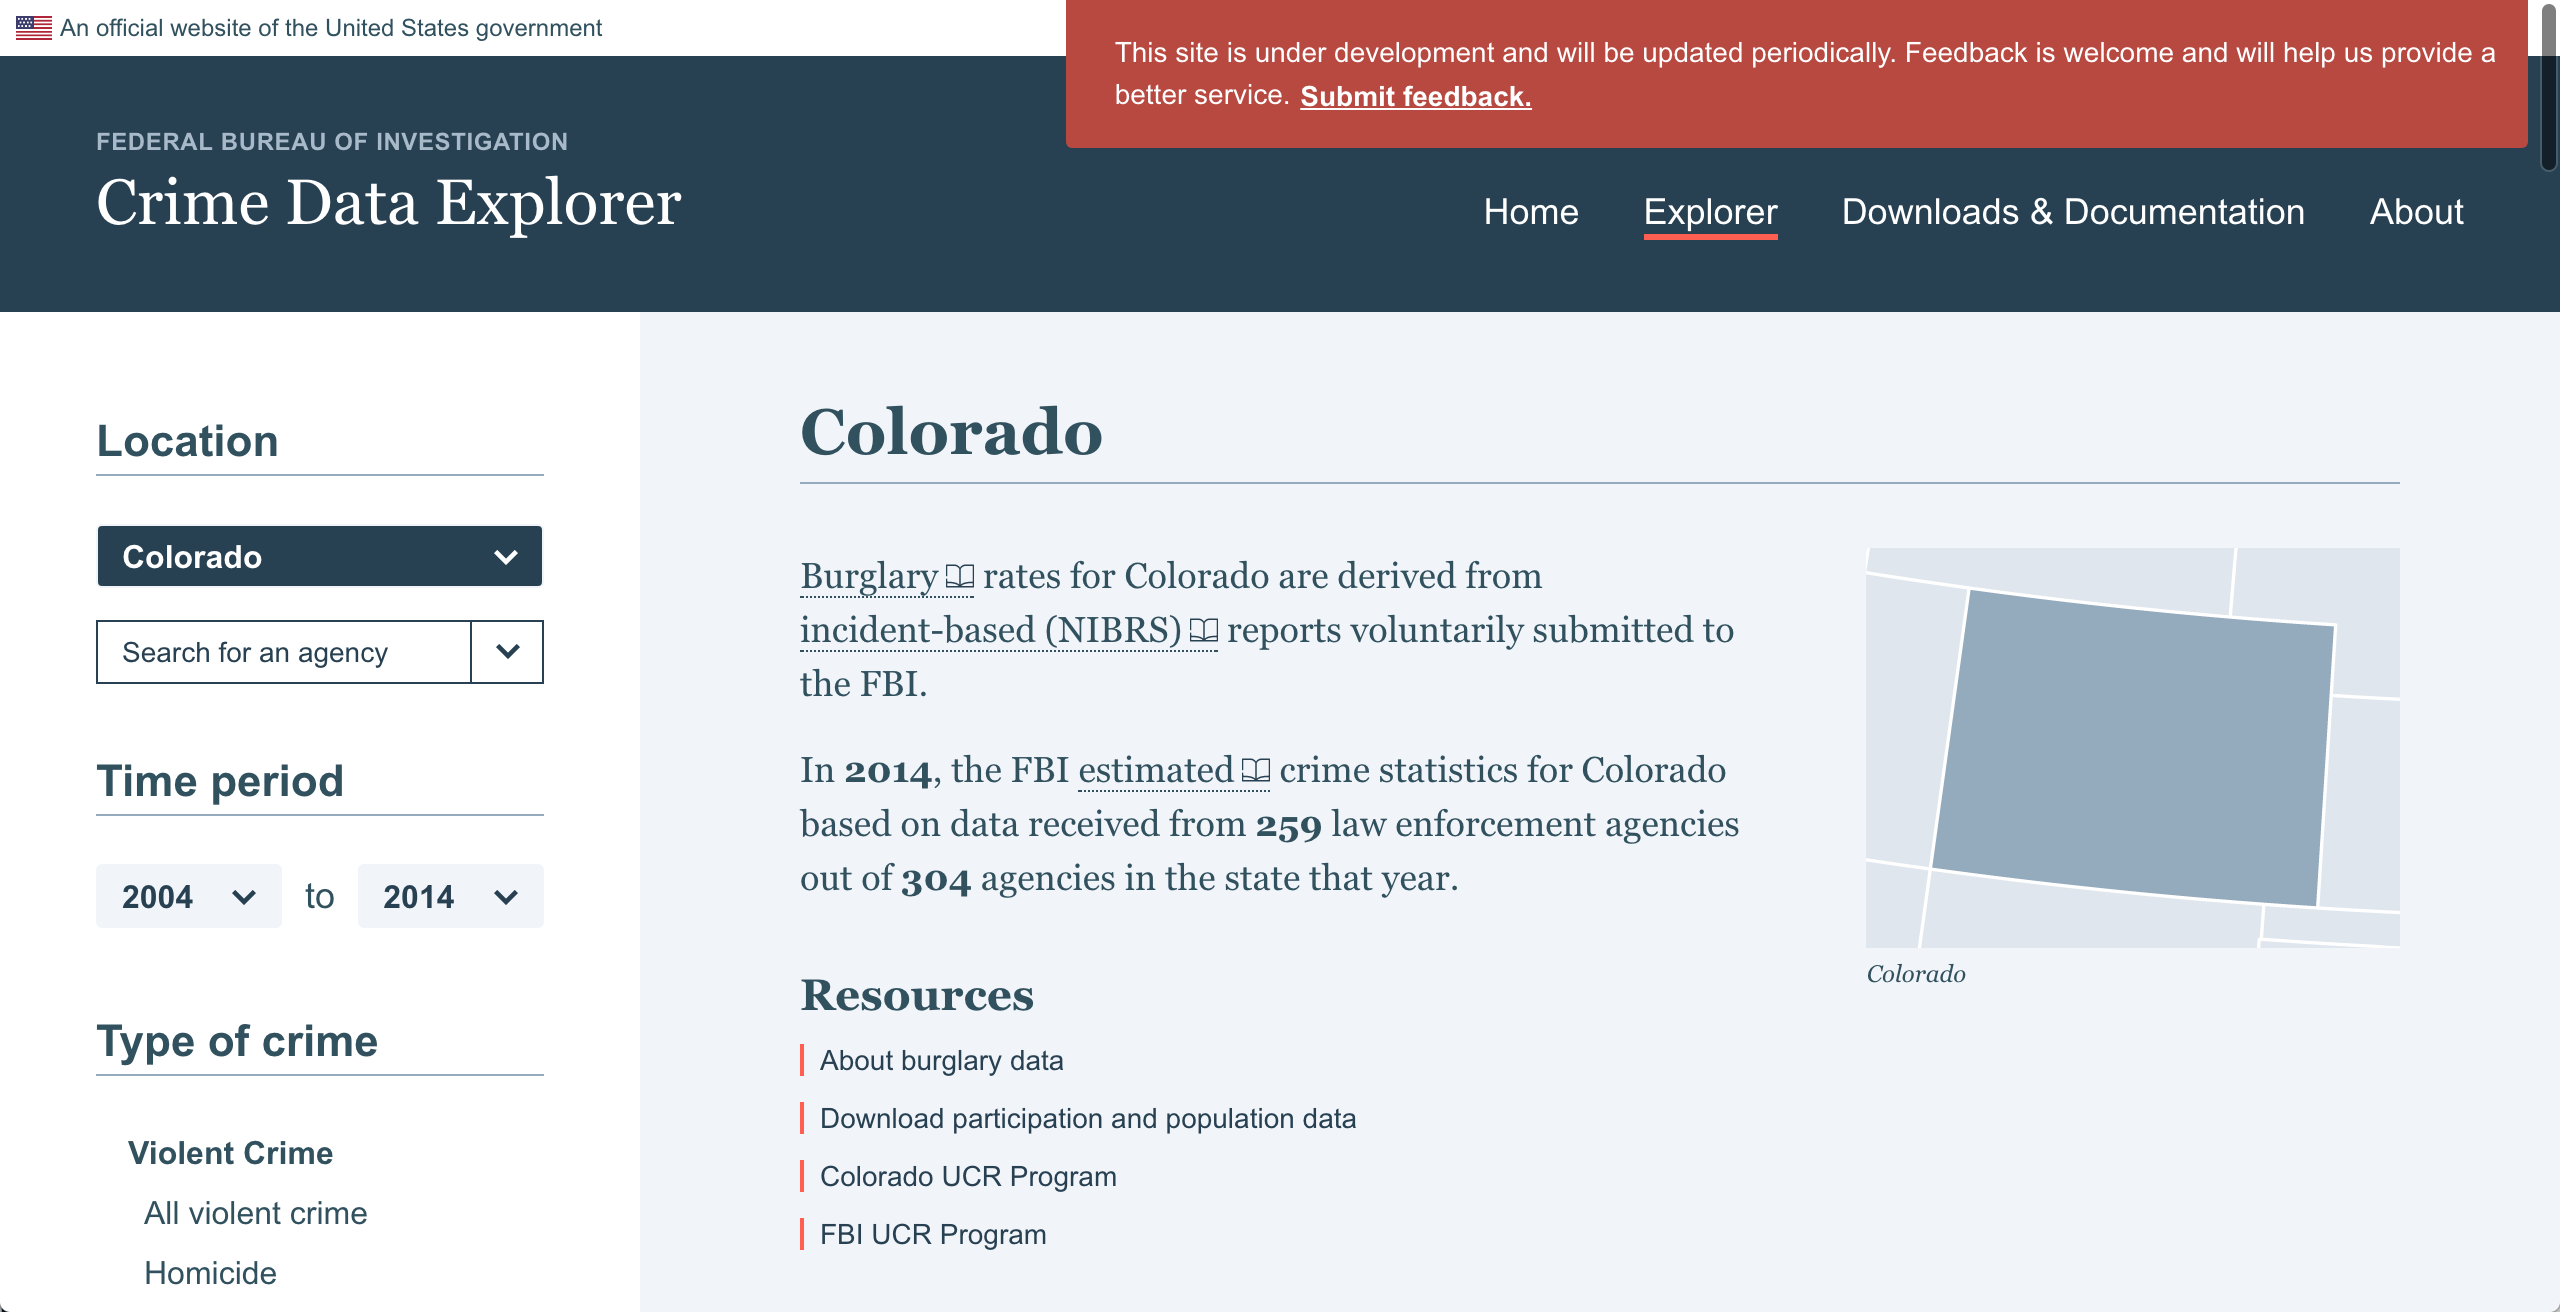 An official website of the United States government
This site is under development and will be updated periodically. Feedback is welcome and will help us provide a
better service. Submit feedback.
FEDERAL BUREAU OF INVESTIGATION
Crime Data Explorer
Home
Explorer
Downloads & Documentation
About
Location
Colorado
Search for an agency
Time period
2004 to 2014
Type of crime
Violent Crime
All violent crime
Homicide
Colorado
Burglary rates for Colorado are derived from
incident-based (NIBRS) reports voluntarily submitted to
the FBI.
In 2014, the FBI estimated crime statistics for Colorado
based on data received from 259 law enforcement agencies
out of 304 agencies in the state that year.
Resources
About burglary data
Download participation and population data
Colorado UCR Program
FBI UCR Program
Colorado